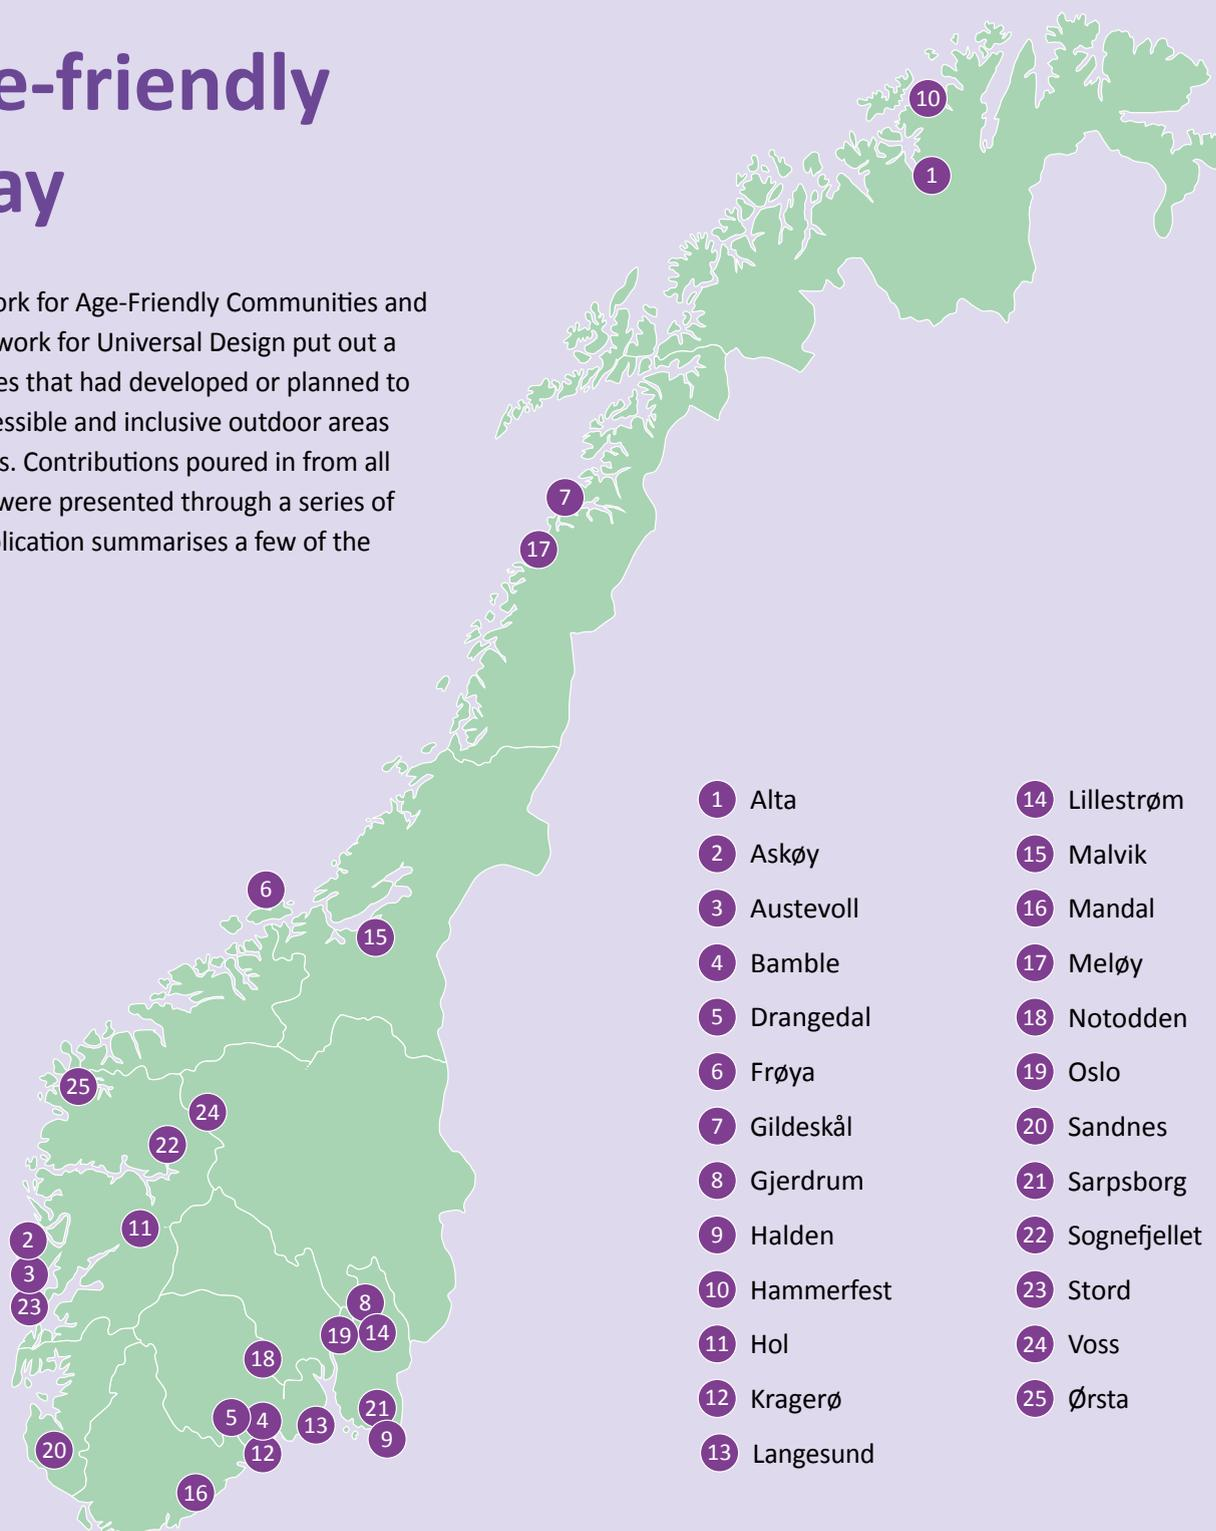 e-friendly
ay
ork for Age-Friendly Communities and
work for Universal Design put out a
es that had developed or planned to
essible and inclusive outdoor areas
s. Contributions poured in from all
were presented through a series of
lication summarises a few of the
10
1
7
17
6
15
25
24
22
2
11
3
23
8
19
14
18
5
4
13
21
9
12
20
16
1 Alta
2 Askøy
3 Austevoll
4 Bamble
5 Drangedal
6 Frøya
7 Gildeskål
8 Gjerdrum
9 Halden
10 Hammerfest
11 Hol
12 Kragerø
13 Langesund
14 Lillestrøm
15 Malvik
16 Mandal
17 Meløy
18 Notodden
19 Oslo
20 Sandnes
21 Sarpsborg
22 Sognefjellet
23 Stord
24 Voss
25 Ørsta